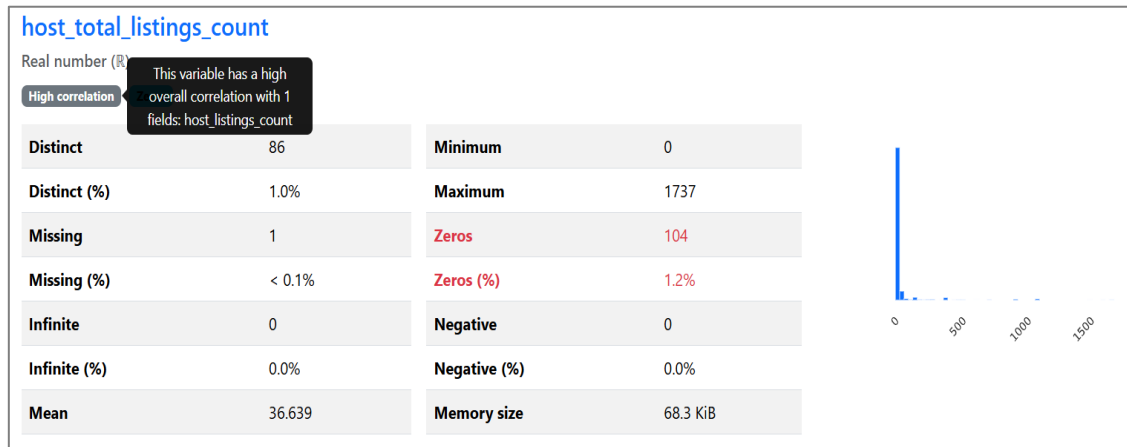 host_total_listings_count
Real number (ℝ)
This variable has a high
overall correlation with 1
fields: host_listings_count
High correlation
Distinct 86
Distinct (%) 1.0%
Missing 1
Missing (%) < 0.1%
Infinite 0
Infinite (%) 0.0%
Mean 36.639
Minimum 0
Maximum 1737
Zeros 104
Zeros (%) 1.2%
Negative 0
Negative (%) 0.0%
Memory size 68.3 KiB
0
500
1000
1500